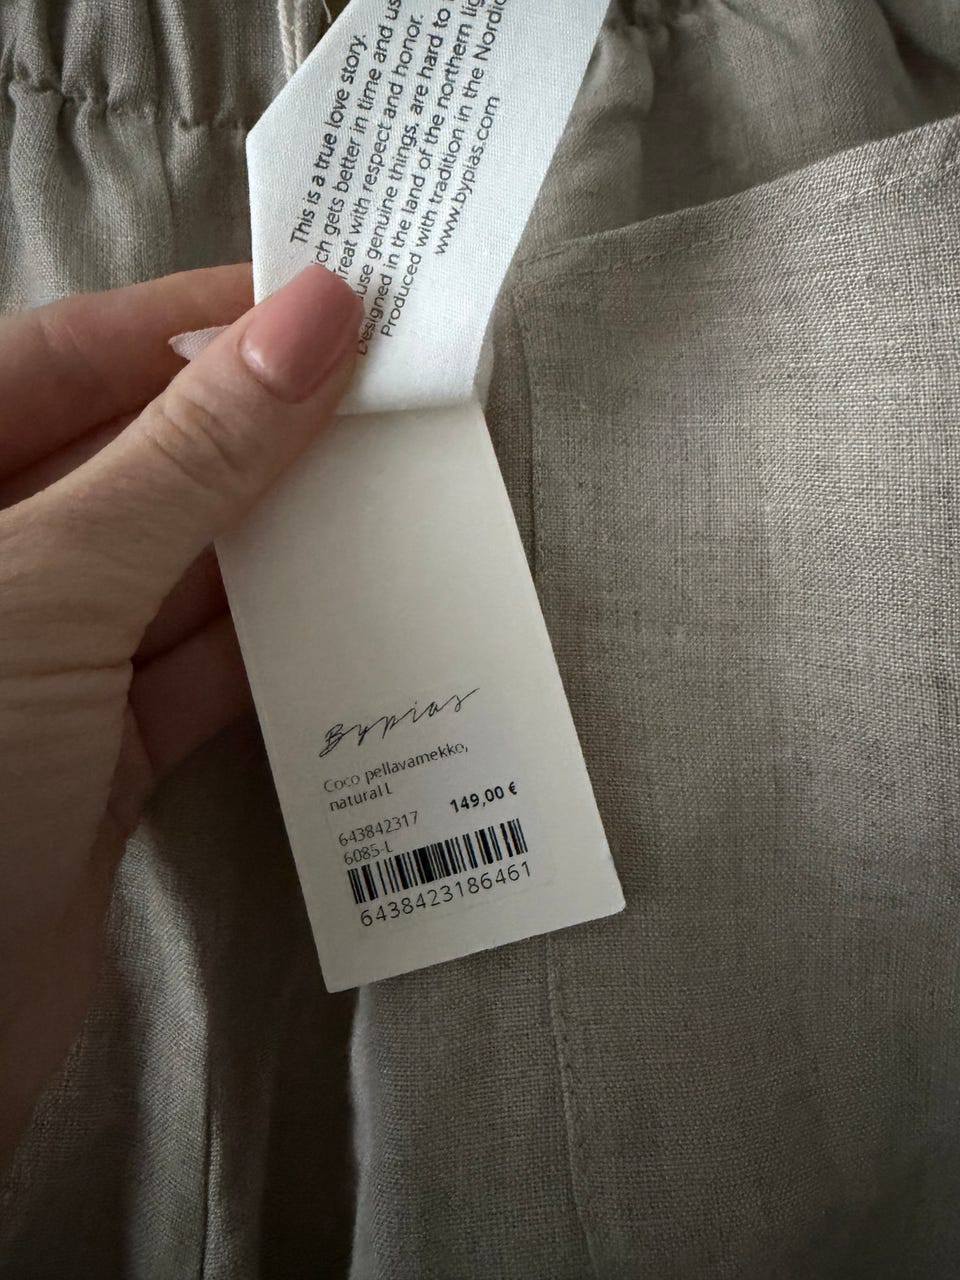 This is a true love story.
gets better in time and
Treat with respect and honor.
genuine things, are hard to
Designed in the land of the northern
Produced with tradition in the Nordic
www.bypias.com
Bypias
Coco pellavamekko,
natural L
149,00 €
643842317
6085-L
6438423186461